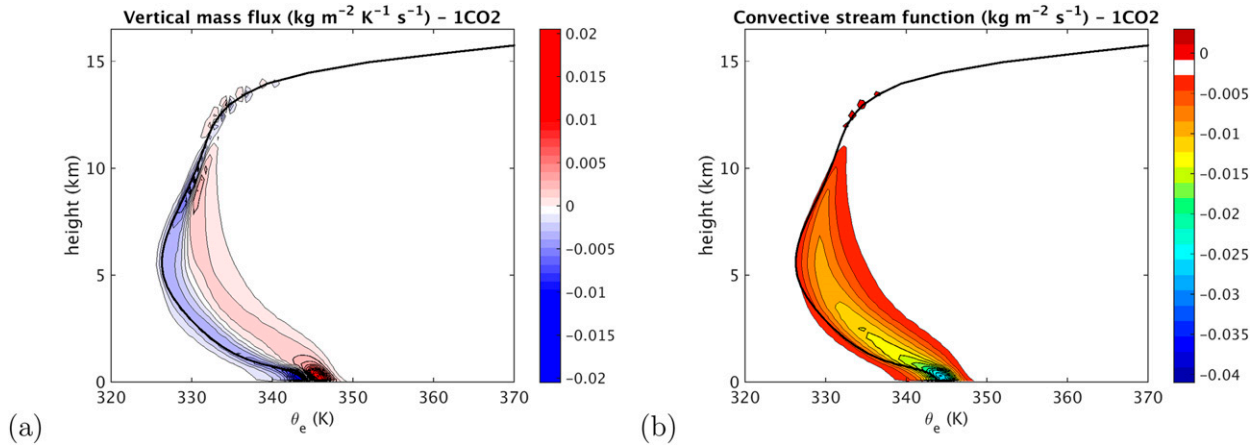 Vertical mass flux (kg m⁻² K⁻¹ s⁻¹) – 1CO2
15
10
5
0
height (km)
320 330 340 350 360 370
θe (K)
0.02
0.015
0.01
0.005
0
−0.005
−0.01
−0.015
−0.02
(a)
Convective stream function (kg m⁻² s⁻¹) – 1CO2
15
10
5
0
height (km)
320 330 340 350 360 370
θe (K)
0
−0.005
−0.01
−0.015
−0.02
−0.025
−0.03
−0.035
−0.04
(b)